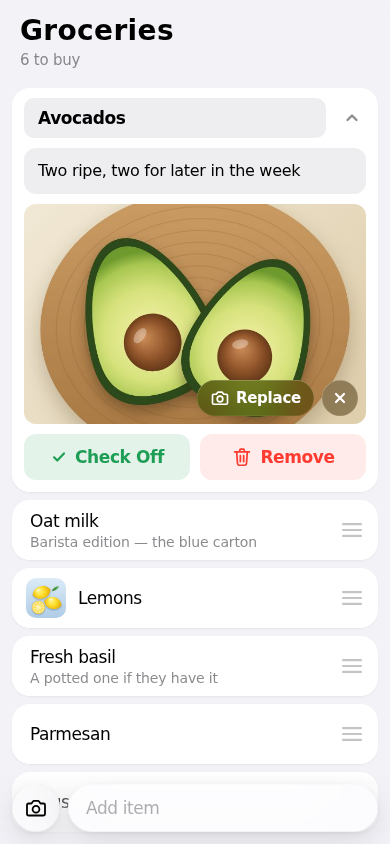 Groceries
6 to buy
Avocados
Two ripe, two for later in the week
Replace
Check Off
Remove
Oat milk
Barista edition — the blue carton
Lemons
Fresh basil
A potted one if they have it
Parmesan
Add item